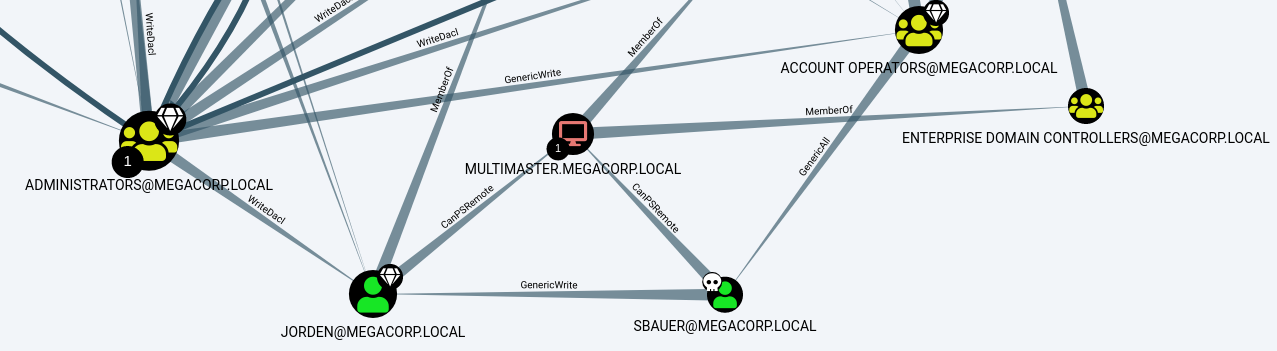 WriteDacl
WriteDacl
WriteDacl
MemberOf
MemberOf
GenericWrite
ACCOUNT OPERATORS@MEGACORP.LOCAL
MemberOf
ENTERPRISE DOMAIN CONTROLLERS@MEGACORP.LOCAL
1
1
GenericAll
MULTIMASTER.MEGACORP.LOCAL
ADMINISTRATORS@MEGACORP.LOCAL
WriteDacl
CanPSRemote
CanPSRemote
GenericWrite
JORDEN@MEGACORP.LOCAL
SBAUER@MEGACORP.LOCAL